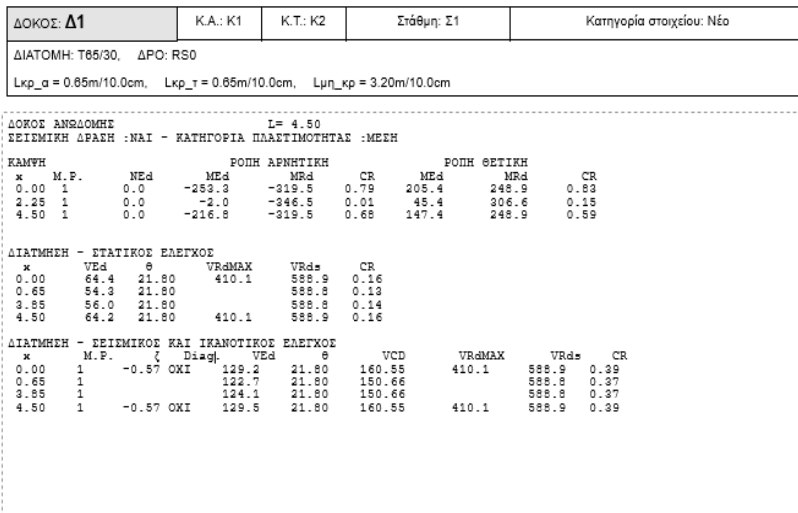 ΔΟΚΟΣ: Δ1 Κ.Α.: Κ1 Κ.Τ.: Κ2 Στάθμη: Σ1 Κατηγορία στοιχείου: Νέο
ΔΙΑΤΟΜΗ: Τ65/30, ΔΡΟ: RS0
Lκρ_α = 0.65m/10.0cm, Lκρ_τ = 0.65m/10.0cm, Lμη_κρ = 3.20m/10.0cm
ΔΟΚΟΣ ΑΝΩΔΟΜΗΣ L= 4.50
ΣΕΙΣΜΙΚΗ ΔΡΑΣΗ :ΝΑΙ - ΚΑΤΗΓΟΡΙΑ ΠΛΑΣΤΙΜΟΤΗΤΑΣ :ΜΕΣΗ
ΚΑΜΨΗ ΡΟΠΗ ΑΡΝΗΤΙΚΗ ΡΟΠΗ ΘΕΤΙΚΗ
x Μ.Ρ. NEd MEd MRd CR MEd MRd CR
0.00 1 0.0 -253.3 -319.5 0.79 205.4 248.9 0.83
2.25 1 0.0 -2.0 -346.5 0.01 45.4 306.6 0.15
4.50 1 0.0 -216.8 -319.5 0.68 147.4 248.9 0.59
ΔΙΑΤΜΗΣΗ - ΣΤΑΤΙΚΟΣ ΕΛΕΓΧΟΣ
x VEd θ VRdMAX VRds CR
0.00 64.4 21.80 410.1 588.9 0.16
0.65 54.3 21.80 588.8 0.13
3.85 56.0 21.80 588.8 0.14
4.50 64.2 21.80 410.1 588.9 0.16
ΔΙΑΤΜΗΣΗ - ΣΕΙΣΜΙΚΟΣ ΚΑΙ ΙΚΑΝΟΤΙΚΟΣ ΕΛΕΓΧΟΣ
x Μ.Ρ. ζ Diag. VEd θ VCD VRdMAX VRds CR
0.00 1 -0.57 ΟΧΙ 129.2 21.80 160.55 410.1 588.9 0.39
0.65 1 122.7 21.80 150.66 588.8 0.37
3.85 1 124.1 21.80 150.66 588.8 0.37
4.50 1 -0.57 ΟΧΙ 129.5 21.80 160.55 410.1 588.9 0.39